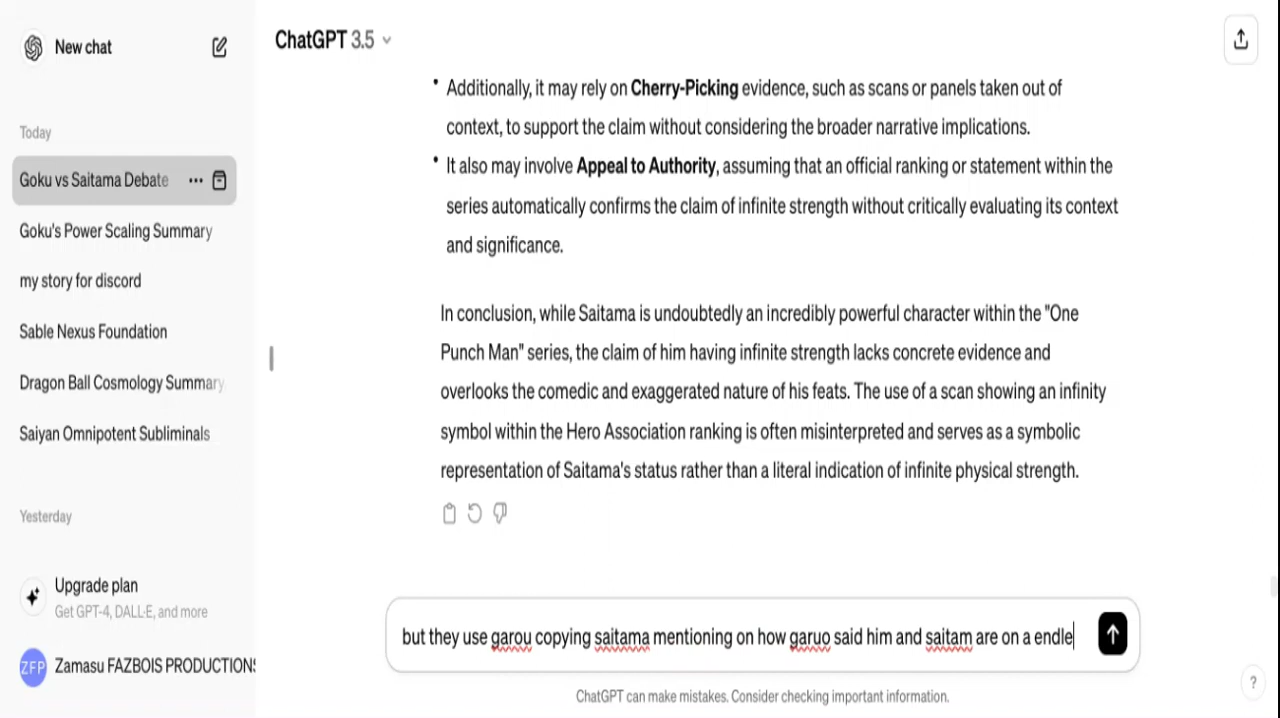 New chat
Today
Goku vs Saitama Debate
Goku's Power Scaling Summary
my story for discord
Sable Nexus Foundation
Dragon Ball Cosmology Summary
Saiyan Omnipotent Subliminals
Yesterday
Upgrade plan
Get GPT-4, DALL·E, and more
ZFP
Zamasu FAZBOIS PRODUCTIONS
ChatGPT 3.5
• Additionally, it may rely on Cherry-Picking evidence, such as scans or panels taken out of
context, to support the claim without considering the broader narrative implications.
• It also may involve Appeal to Authority, assuming that an official ranking or statement within the
series automatically confirms the claim of infinite strength without critically evaluating its context
and significance.
In conclusion, while Saitama is undoubtedly an incredibly powerful character within the "One
Punch Man" series, the claim of him having infinite strength lacks concrete evidence and
overlooks the comedic and exaggerated nature of his feats. The use of a scan showing an infinity
symbol within the Hero Association ranking is often misinterpreted and serves as a symbolic
representation of Saitama's status rather than a literal indication of infinite physical strength.
but they use garou copying saitama mentioning on how garuo said him and saitam are on a endle
ChatGPT can make mistakes. Consider checking important information.
?